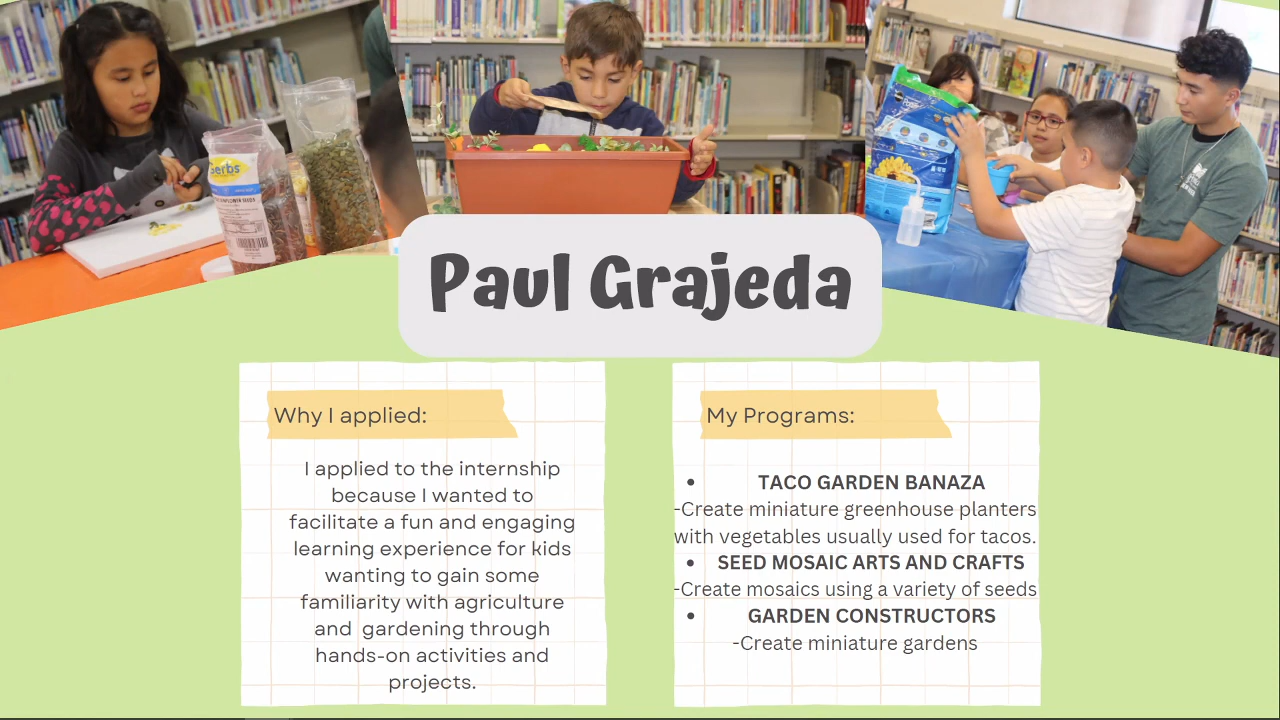 Serbs
Paul Grajeda
Why I applied:
I applied to the internship
because I wanted to
facilitate a fun and engaging
learning experience for kids
wanting to gain some
familiarity with agriculture
and gardening through
hands-on activities and
projects.
My Programs:
• TACO GARDEN BANAZA
-Create miniature greenhouse planters
with vegetables usually used for tacos.
• SEED MOSAIC ARTS AND CRAFTS
-Create mosaics using a variety of seeds
• GARDEN CONSTRUCTORS
-Create miniature gardens